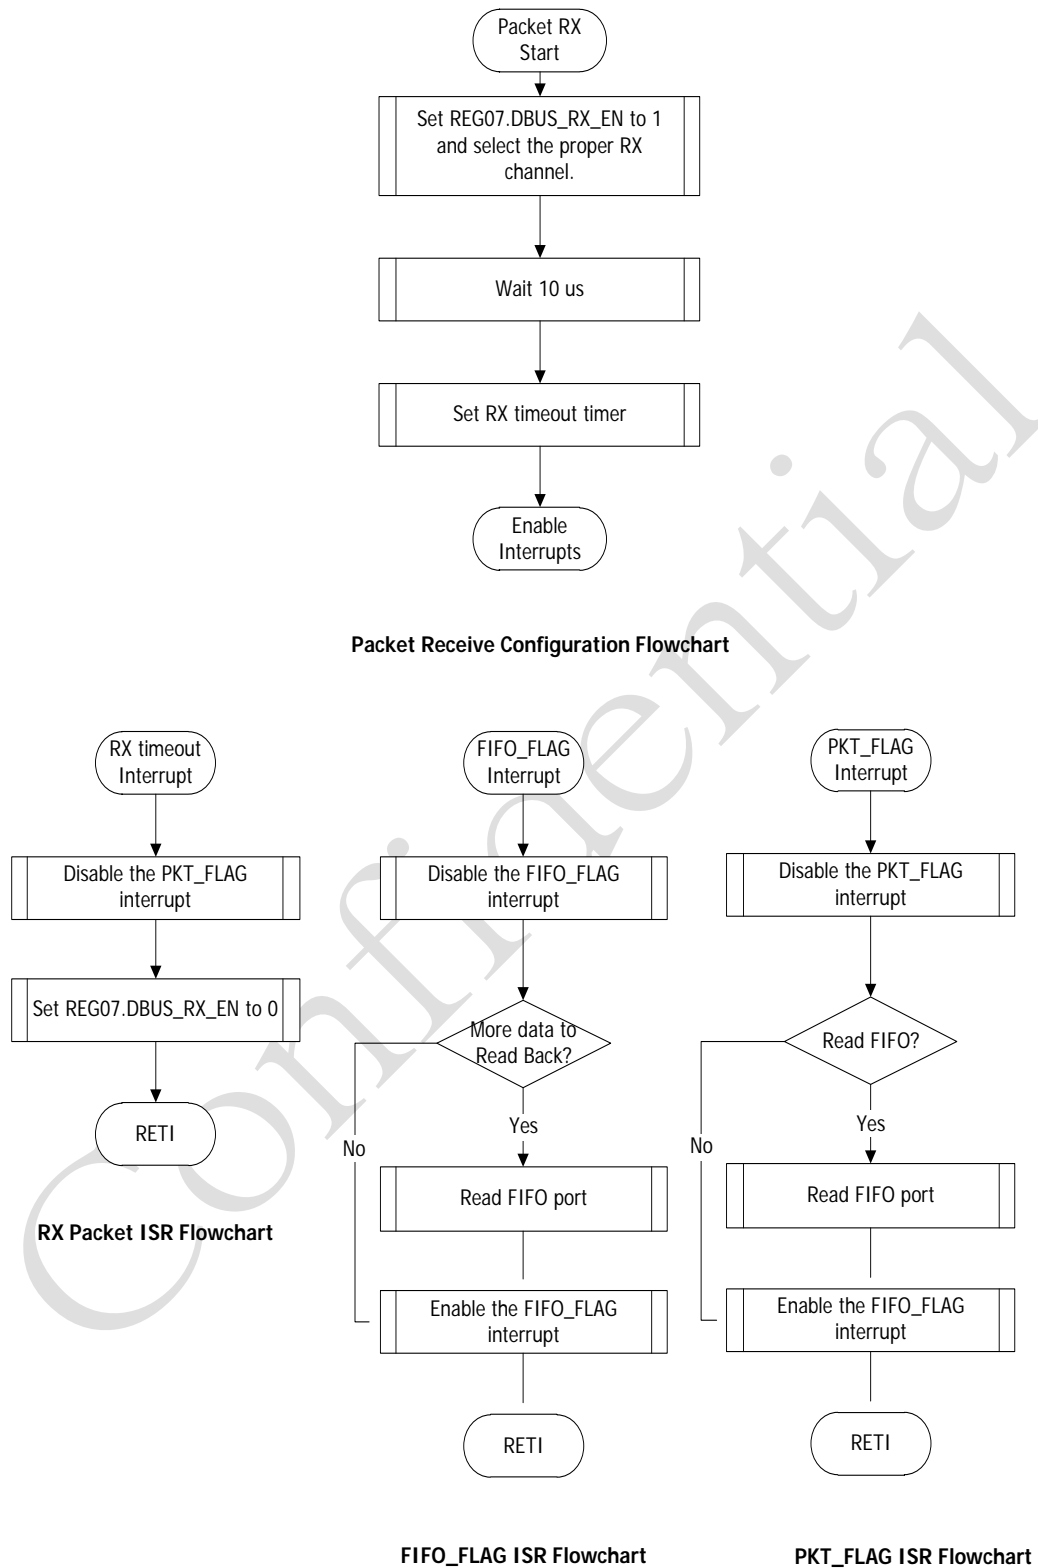 Packet RX
Start
Set REG07.DBUS_RX_EN to 1
and select the proper RX
channel.
Wait 10 us
Set RX timeout timer
Enable
Interrupts
Packet Receive Configuration Flowchart
RX timeout
Interrupt
Disable the PKT_FLAG
interrupt
Set REG07.DBUS_RX_EN to 0
RETI
RX Packet ISR Flowchart
FIFO_FLAG
Interrupt
Disable the FIFO_FLAG
interrupt
More data to
Read Back?
Yes
No
Read FIFO port
Enable the FIFO_FLAG
interrupt
RETI
FIFO_FLAG ISR Flowchart
PKT_FLAG
Interrupt
Disable the PKT_FLAG
interrupt
Read FIFO?
Yes
No
Read FIFO port
Enable the FIFO_FLAG
interrupt
RETI
PKT_FLAG ISR Flowchart
Confidential